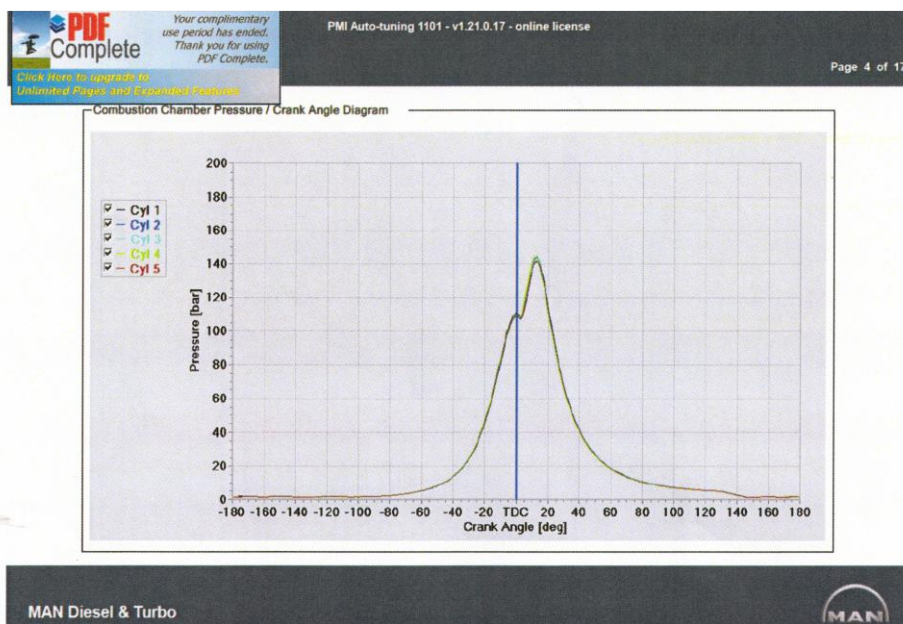 PDF Complete
Your complimentary
use period has ended.
Thank you for using
PDF Complete.
Click Here to upgrade to
Unlimited Pages and Expanded Features
PMI Auto-tuning 1101 - v1.21.0.17 - online license
Page 4 of 17
Combustion Chamber Pressure / Crank Angle Diagram
Cyl 1
Cyl 2
Cyl 3
Cyl 4
Cyl 5
Pressure [bar]
200
180
160
140
120
100
80
60
40
20
0
-180 -160 -140 -120 -100 -80 -60 -40 -20 TDC 20 40 60 80 100 120 140 160 180
Crank Angle [deg]
MAN Diesel & Turbo
MAN